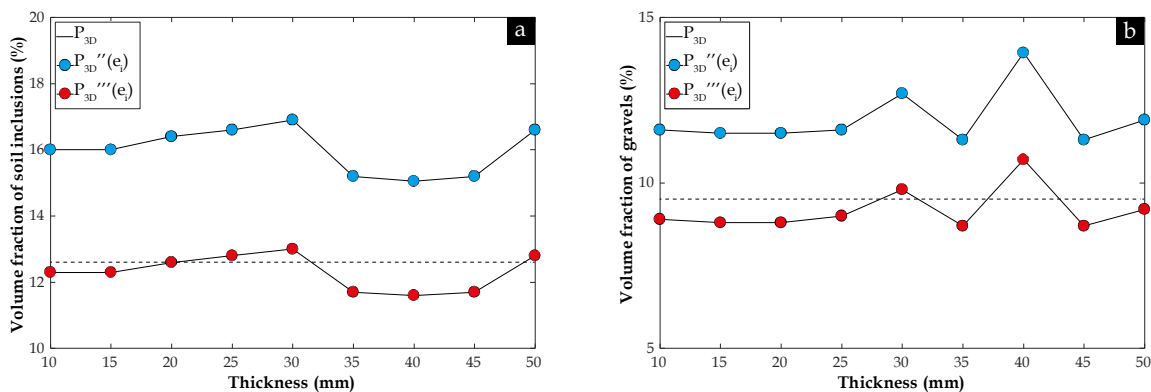 a
P3D
P3D''(ei)
P3D'''(ei)
Volume fraction of soil inclusions (%)
20
18
16
14
12
10
10 15 20 25 30 35 40 45 50
Thickness (mm)
b
P3D
P3D''(ei)
P3D'''(ei)
Volume fraction of gravels (%)
15
10
5
10 15 20 25 30 35 40 45 50
Thickness (mm)